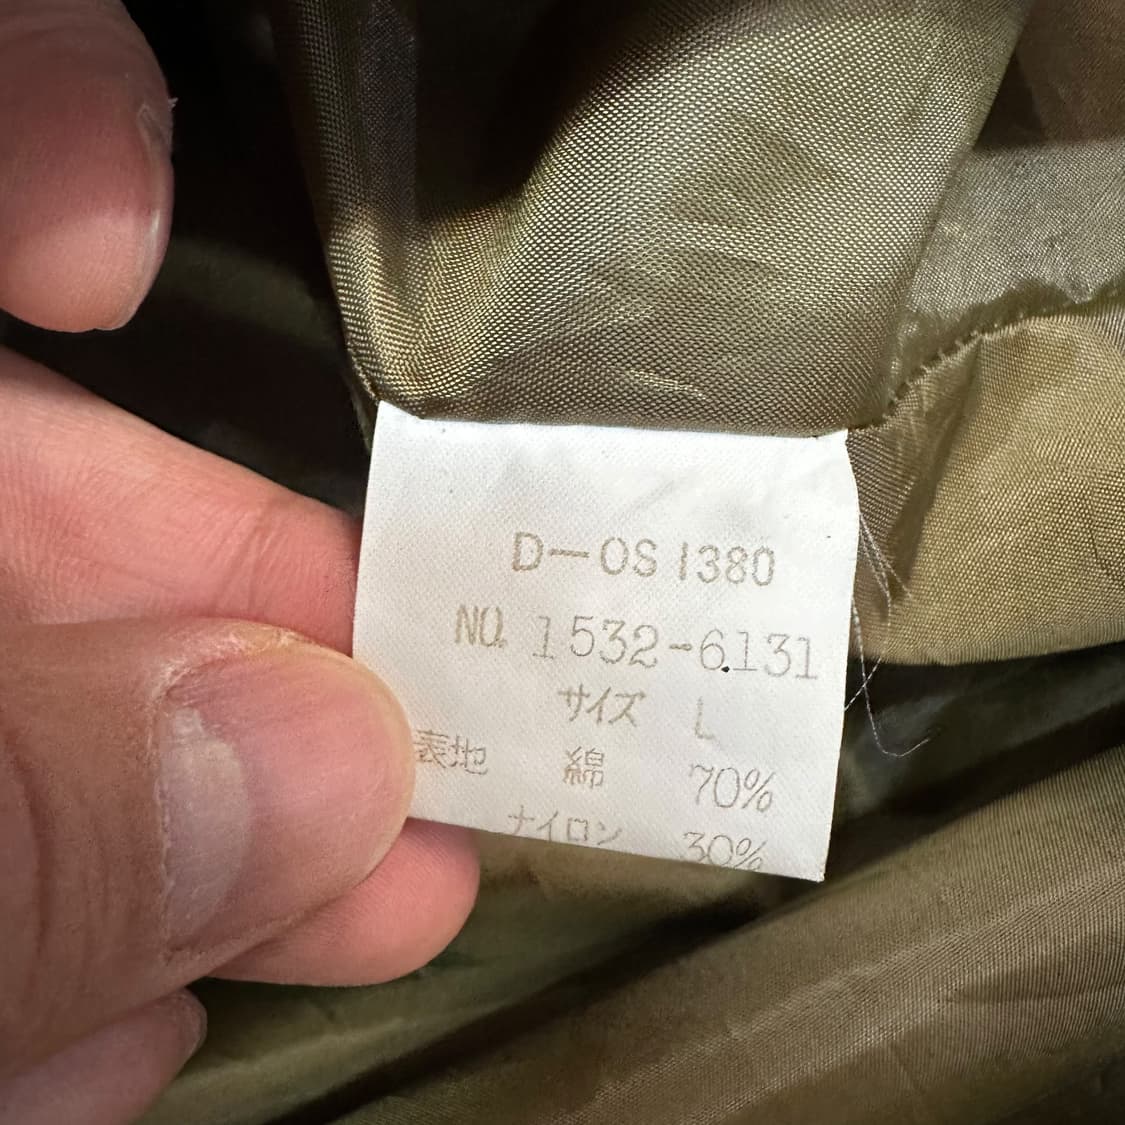 D-OS 1380
NO. 1532-6131
サイズ L
表地 綿 70%
ナイロン 30%